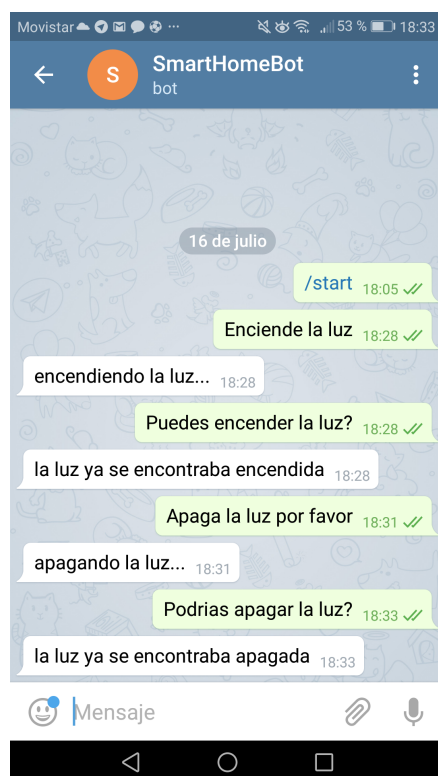 Movistar ... 53 % 18:33
S SmartHomeBot
bot
16 de julio
/start 18:05
Enciende la luz 18:28
encendiendo la luz... 18:28
Puedes encender la luz? 18:28
la luz ya se encontraba encendida 18:28
Apaga la luz por favor 18:31
apagando la luz... 18:31
Podrias apagar la luz? 18:33
la luz ya se encontraba apagada 18:33
Mensaje